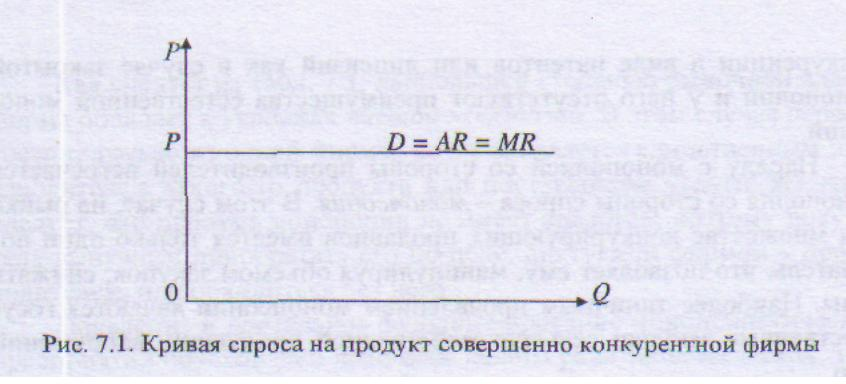 P
P
D = AR = MR
0
Q
Рис. 7.1. Кривая спроса на продукт совершенно конкурентной фирмы